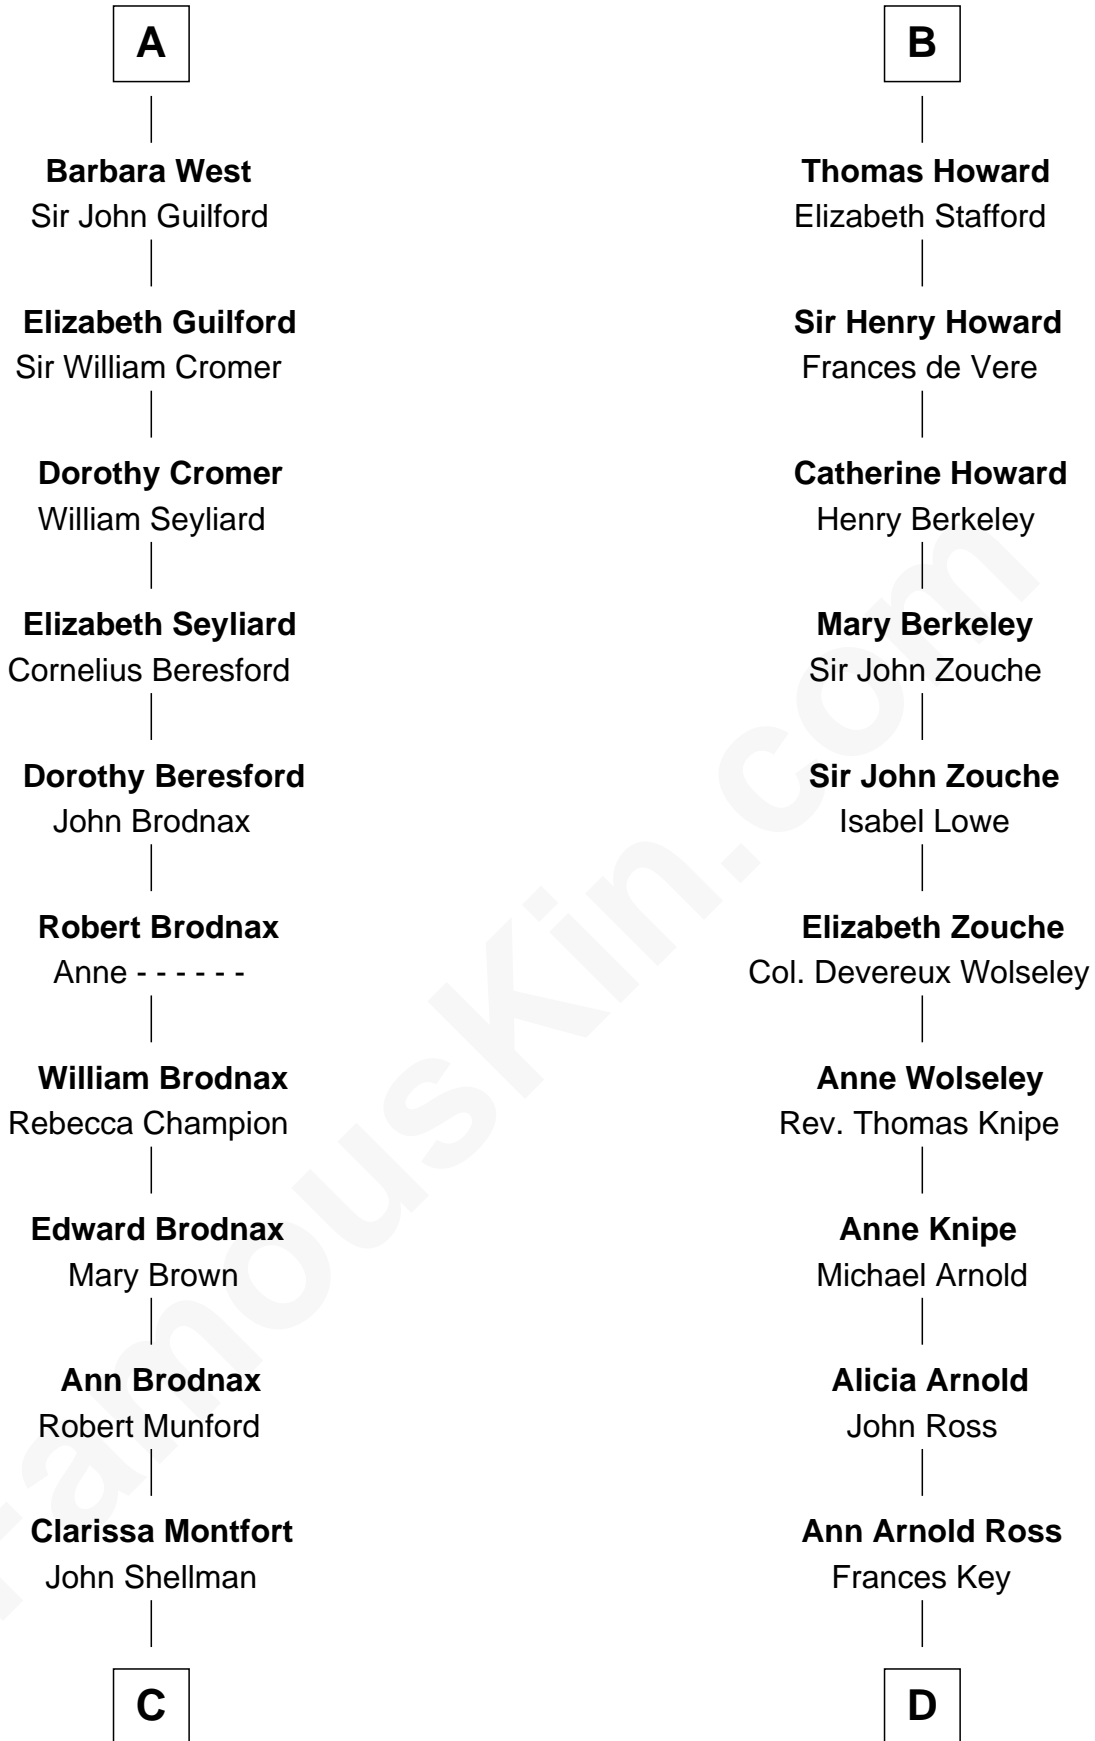 A
Barbara West
Sir John Guilford
Elizabeth Guilford
Sir William Cromer
Dorothy Cromer
William Seyliard
Elizabeth Seyliard
Cornelius Beresford
Dorothy Beresford
John Brodnax
Robert Brodnax
Anne - - - - - -
William Brodnax
Rebecca Champion
Edward Brodnax
Mary Brown
Ann Brodnax
Robert Munford
Clarissa Montfort
John Shellman
C
B
Thomas Howard
Elizabeth Stafford
Sir Henry Howard
Frances de Vere
Catherine Howard
Henry Berkeley
Mary Berkeley
Sir John Zouche
Sir John Zouche
Isabel Lowe
Elizabeth Zouche
Col. Devereux Wolseley
Anne Wolseley
Rev. Thomas Knipe
Anne Knipe
Michael Arnold
Alicia Arnold
John Ross
Ann Arnold Ross
Frances Key
D
FamousKin.com